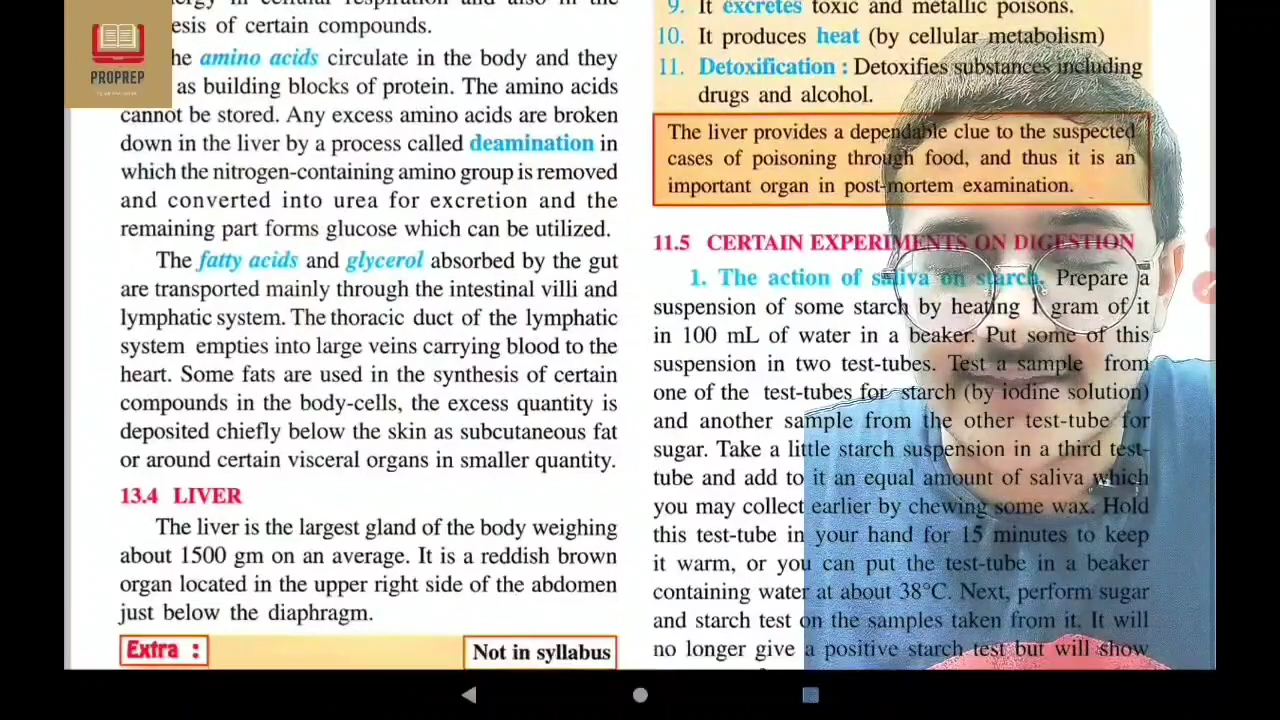 PROPREP
esis of certain compounds.
he amino acids circulate in the body and they
as building blocks of protein. The amino acids
cannot be stored. Any excess amino acids are broken
down in the liver by a process called deamination in
which the nitrogen-containing amino group is removed
and converted into urea for excretion and the
remaining part forms glucose which can be utilized.
The fatty acids and glycerol absorbed by the gut
are transported mainly through the intestinal villi and
lymphatic system. The thoracic duct of the lymphatic
system empties into large veins carrying blood to the
heart. Some fats are used in the synthesis of certain
compounds in the body-cells, the excess quantity is
deposited chiefly below the skin as subcutaneous fat
or around certain visceral organs in smaller quantity.
13.4 LIVER
The liver is the largest gland of the body weighing
about 1500 gm on an average. It is a reddish brown
organ located in the upper right side of the abdomen
just below the diaphragm.
Extra :
Not in syllabus
9. It excretes toxic and metallic poisons.
10. It produces heat (by cellular metabolism)
11. Detoxification : Detoxifies substances including
drugs and alcohol.
The liver provides a dependable clue to the suspected
cases of poisoning through food, and thus it is an
important organ in post-mortem examination.
11.5 CERTAIN EXPERIMENTS ON DIGESTION
1. The action of saliva on starch. Prepare a
suspension of some starch by heating 1 gram of it
in 100 mL of water in a beaker. Put some of this
suspension in two test-tubes. Test a sample from
one of the test-tubes for starch (by iodine solution)
and another sample from the other test-tube for
sugar. Take a little starch suspension in a third test-
tube and add to it an equal amount of saliva which
you may collect earlier by chewing some wax. Hold
this test-tube in your hand for 15 minutes to keep
it warm, or you can put the test-tube in a beaker
containing water at about 38°C. Next, perform sugar
and starch test on the samples taken from it. It will
no longer give a positive starch test but will show